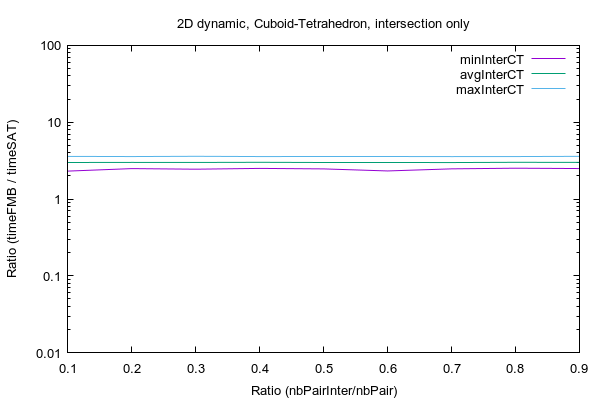 2D dynamic, Cuboid-Tetrahedron, intersection only
100
10
1
0.1
0.01
Ratio (timeFMB / timeSAT)
minInterCT
avgInterCT
maxInterCT
0.1 0.2 0.3 0.4 0.5 0.6 0.7 0.8 0.9
Ratio (nbPairInter/nbPair)